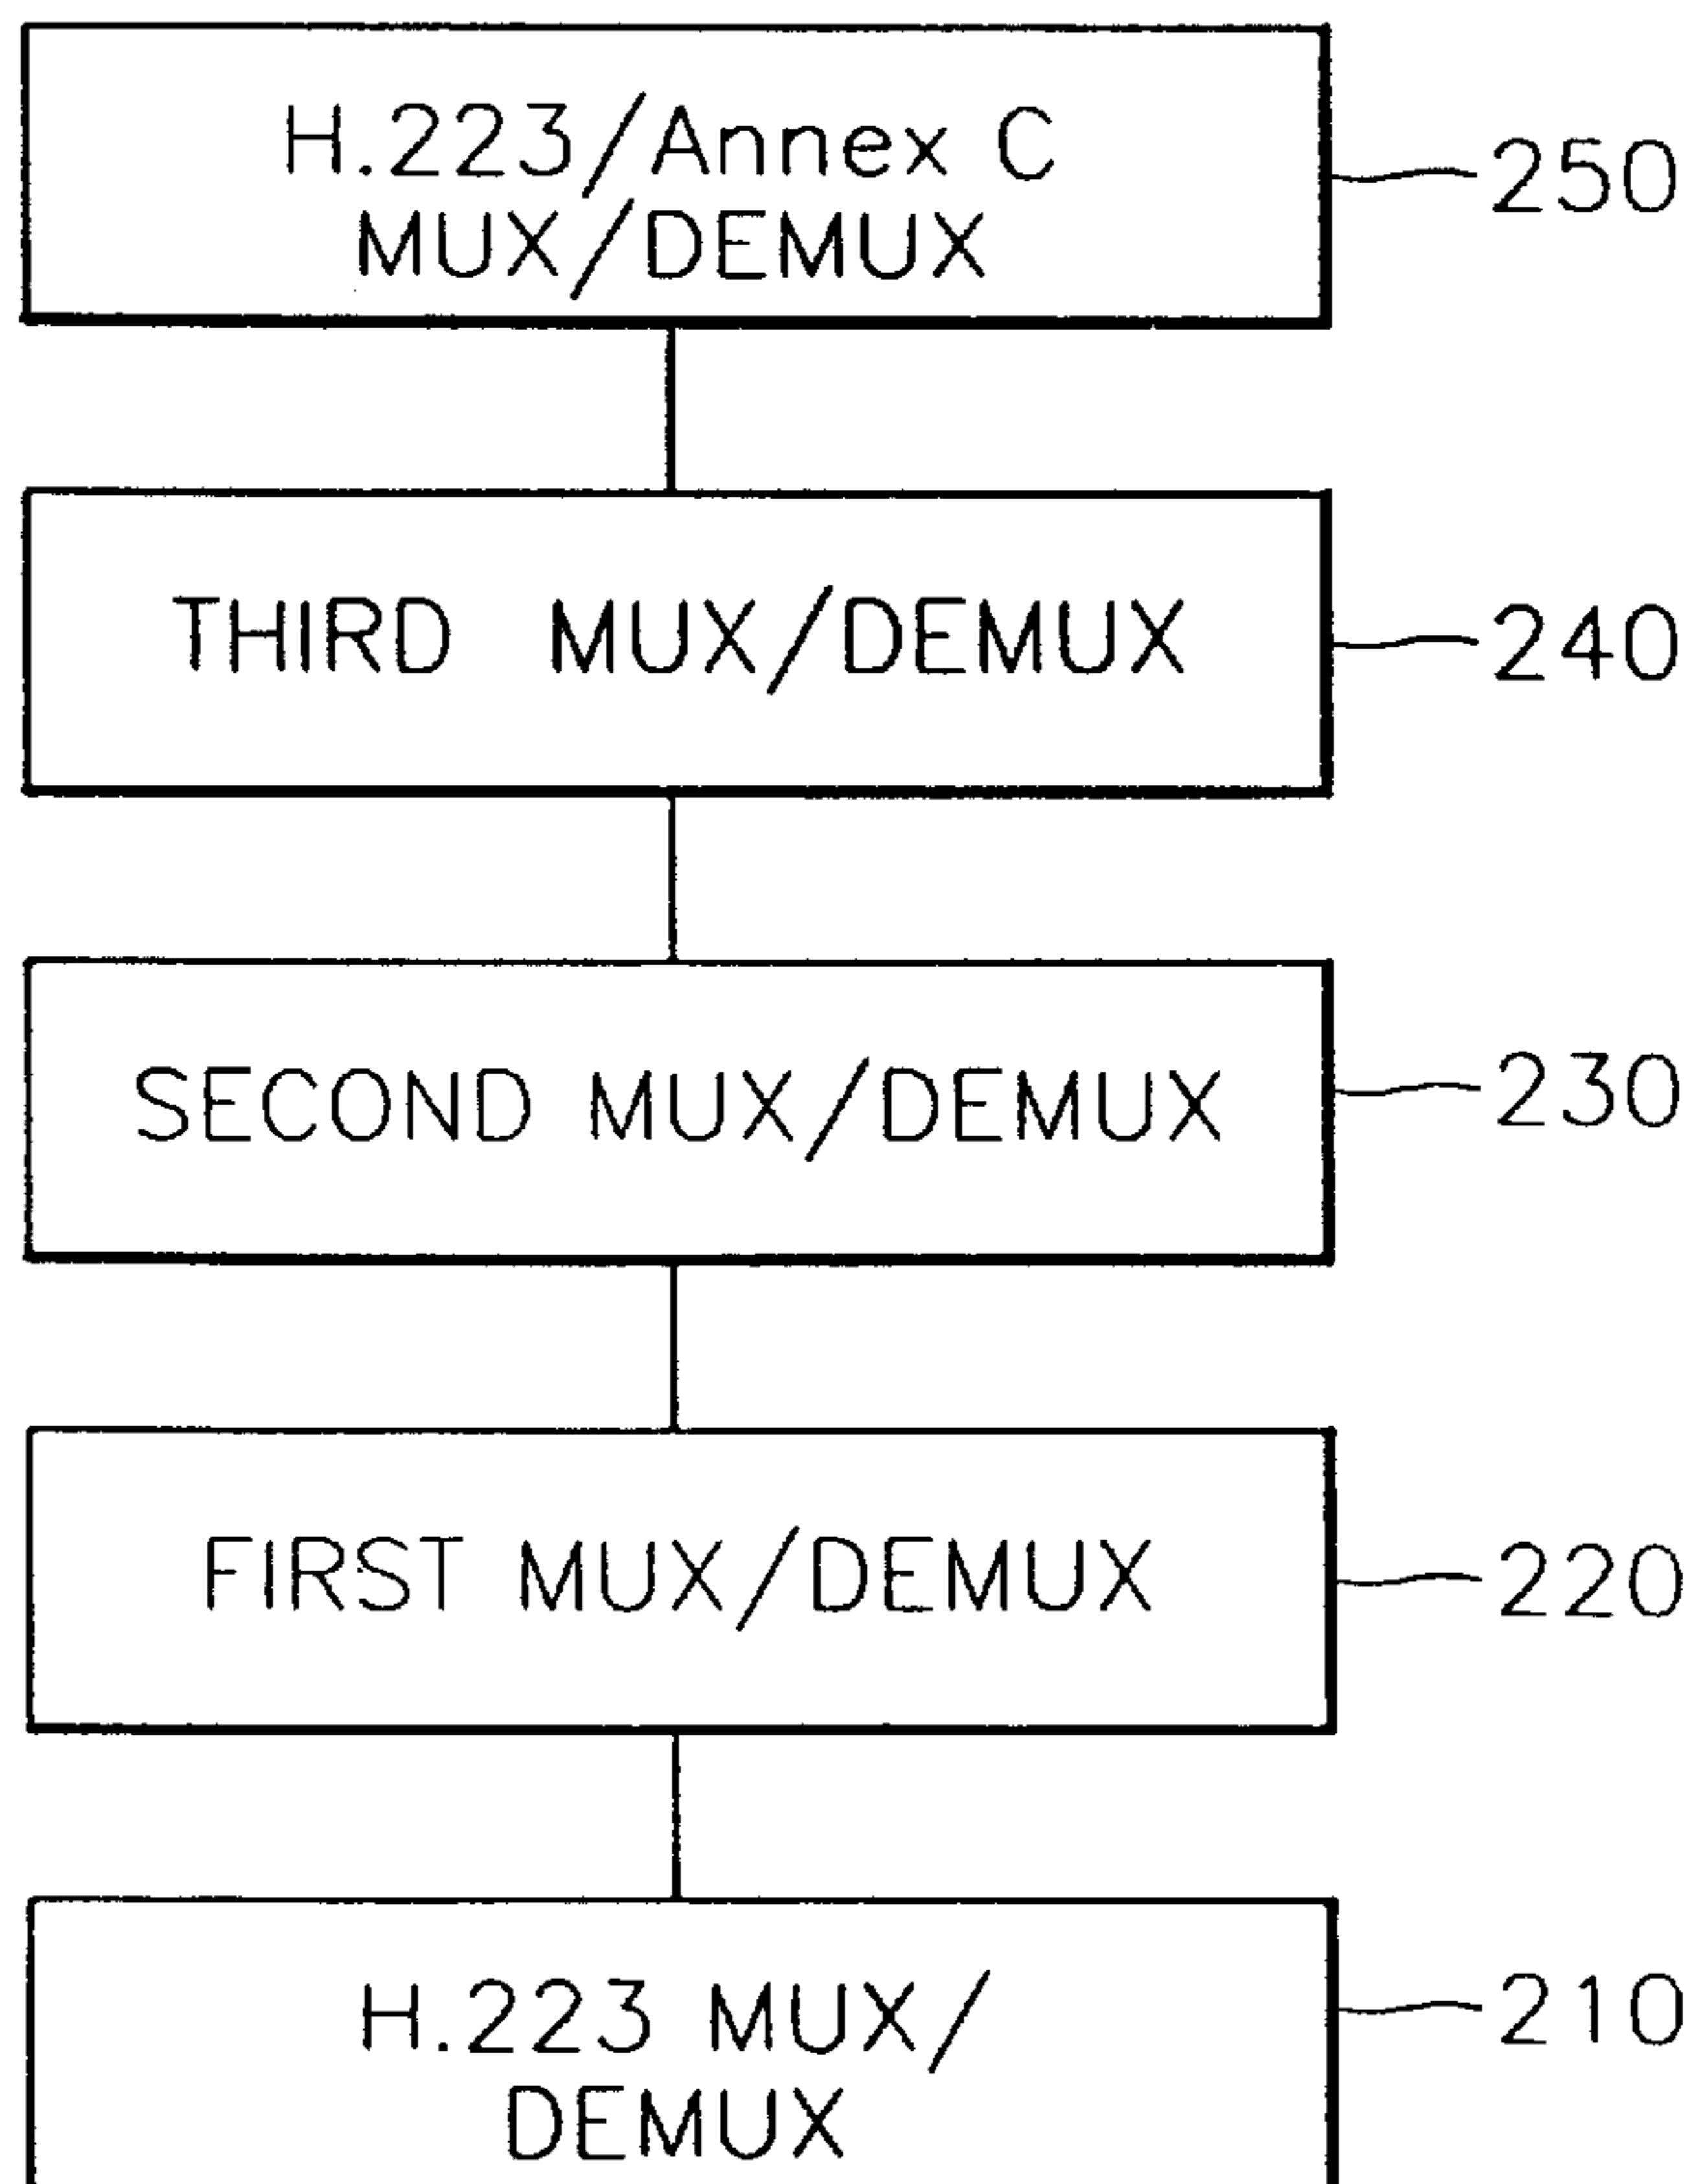 H.223/Annex C
MUX/DEMUX
250
THIRD MUX/DEMUX
240
SECOND MUX/DEMUX
230
FIRST MUX/DEMUX
220
H.223 MUX/
DEMUX
210